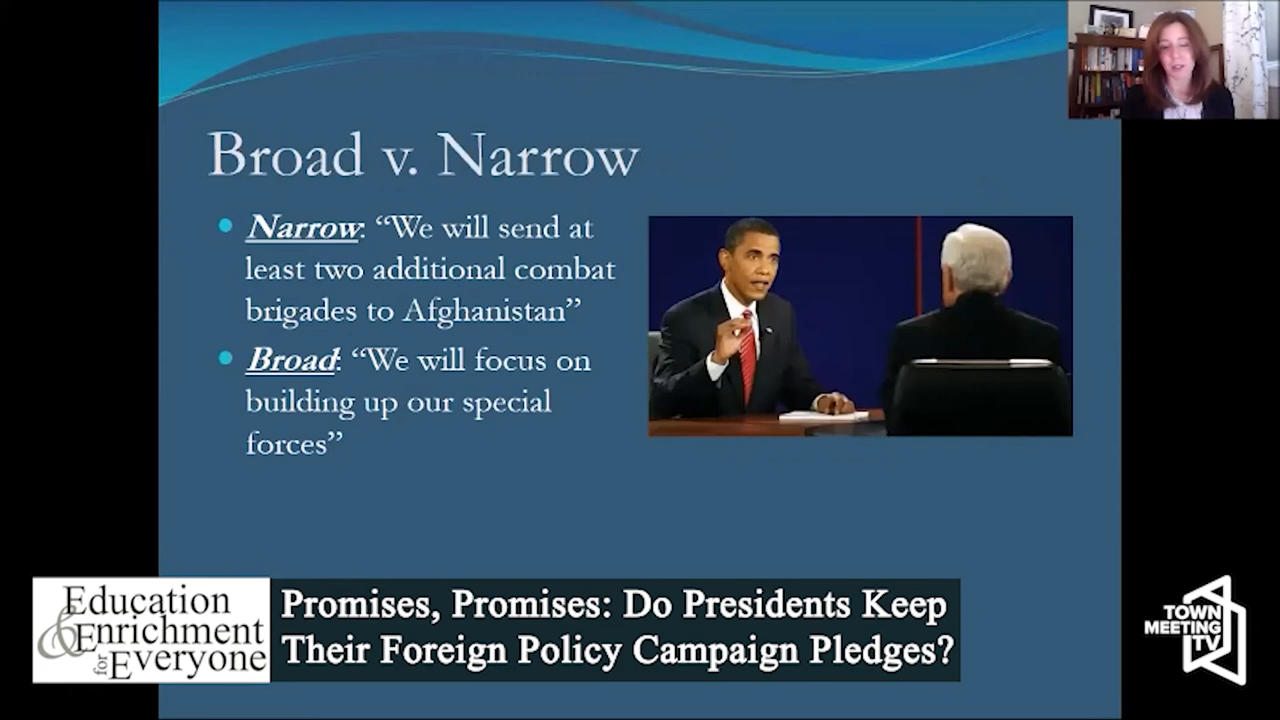 Broad v. Narrow
Narrow: “We will send at
least two additional combat
brigades to Afghanistan”
Broad: “We will focus on
building up our special
forces”
Education
& Enrichment
for Everyone
Promises, Promises: Do Presidents Keep
Their Foreign Policy Campaign Pledges?
TOWN
MEETING
TV